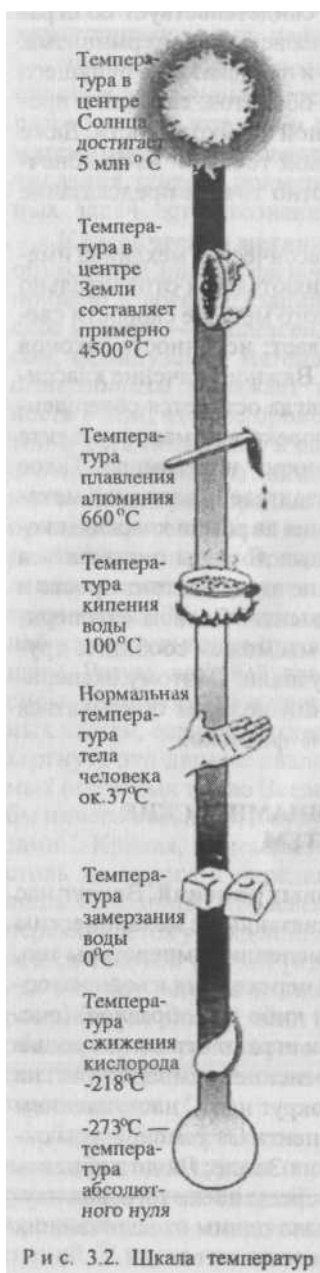 Темпера-
тура в
центре
Солнца
достигает
5 млн °C
Темпера-
тура в
центре
Земли
составляет
примерно
4500°C
Темпера-
тура
плавления
алюминия
660°C
Темпера-
тура
кипения
воды
100°C
Нормальная
темпера-
тура
тела
человека
ок.37°C
Темпера-
тура
замерзания
воды
0°C
Темпера-
тура
сжижения
кислорода
-218°C
-273°C
температура
абсолют-
ного нуля
Рис. 3.2. Шкала температур